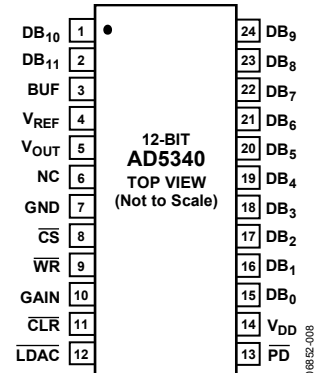 DB10 1
DB11 2
BUF 3
VREF 4
VOUT 5
NC 6
GND 7
CS 8
WR 9
GAIN 10
CLR 11
LDAC 12
12-BIT
AD5340
TOP VIEW
(Not to Scale)
24 DB9
23 DB8
22 DB7
21 DB6
20 DB5
19 DB4
18 DB3
17 DB2
16 DB1
15 DB0
14 VDD
13 PD
06852-008